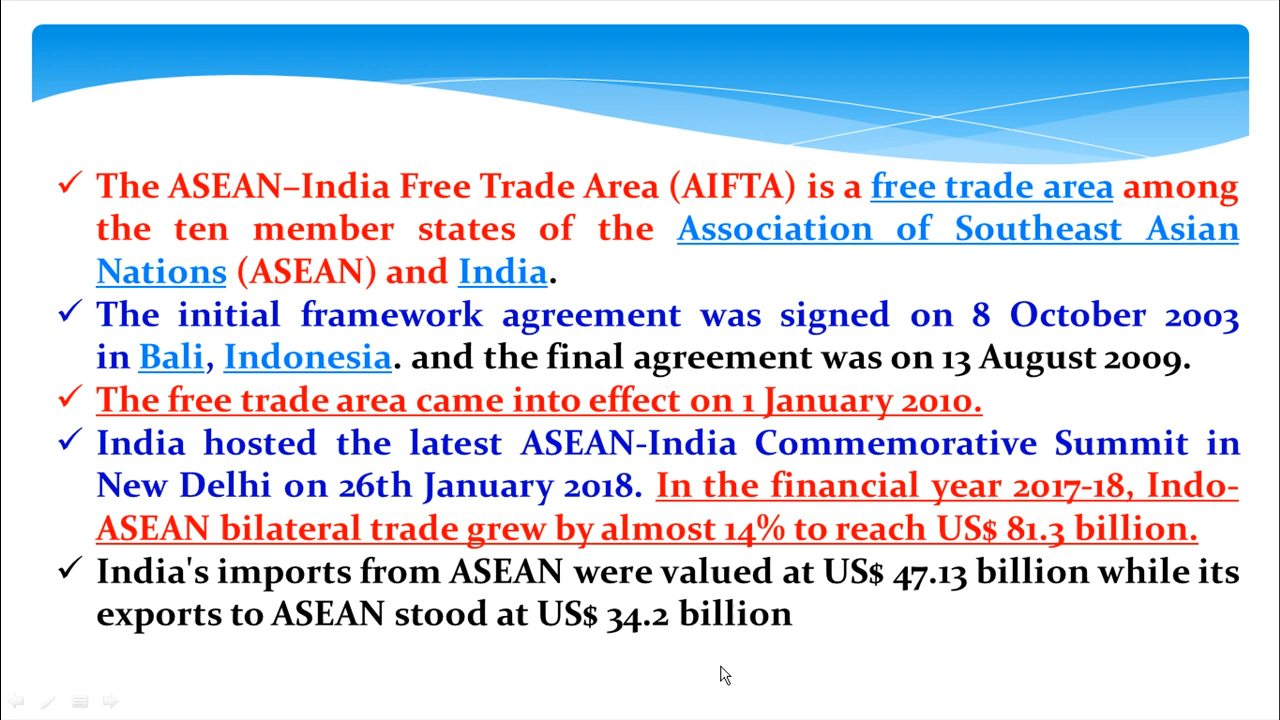 ✓ The ASEAN–India Free Trade Area (AIFTA) is a free trade area among
the ten member states of the Association of Southeast Asian
Nations (ASEAN) and India.
✓ The initial framework agreement was signed on 8 October 2003
in Bali, Indonesia. and the final agreement was on 13 August 2009.
✓ The free trade area came into effect on 1 January 2010.
✓ India hosted the latest ASEAN-India Commemorative Summit in
New Delhi on 26th January 2018. In the financial year 2017-18, Indo-
ASEAN bilateral trade grew by almost 14% to reach US$ 81.3 billion.
✓ India's imports from ASEAN were valued at US$ 47.13 billion while its
exports to ASEAN stood at US$ 34.2 billion